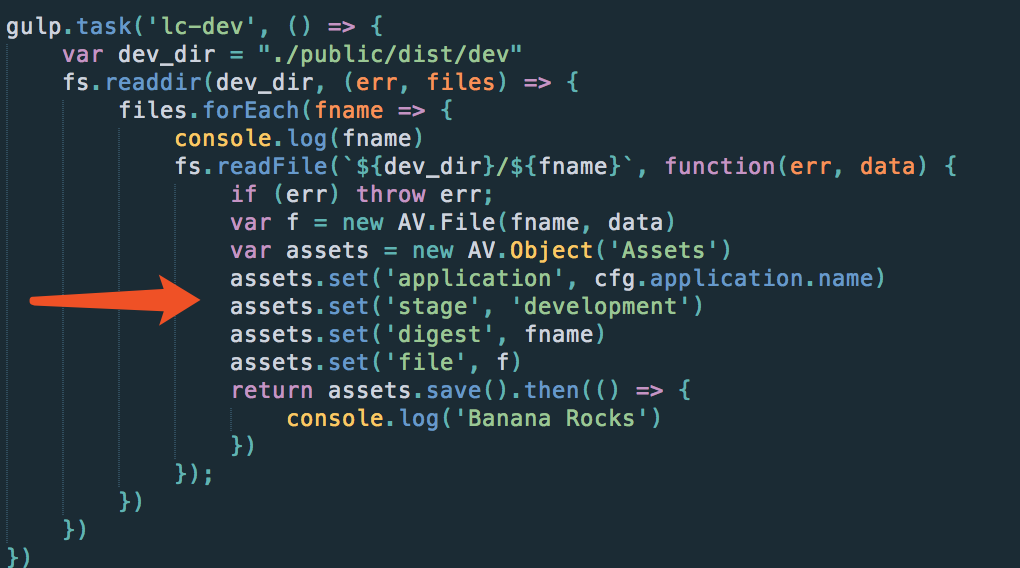 gulp.task('lc-dev', () => {
    var dev_dir = "./public/dist/dev"
    fs.readdir(dev_dir, (err, files) => {
        files.forEach(fname => {
            console.log(fname)
            fs.readFile(`${dev_dir}/${fname}`, function(err, data) {
                if (err) throw err;
                var f = new AV.File(fname, data)
                var assets = new AV.Object('Assets')
                assets.set('application', cfg.application.name)
                assets.set('stage', 'development')
                assets.set('digest', fname)
                assets.set('file', f)
                return assets.save().then(() => {
                    console.log('Banana Rocks')
                })
            });
        })
    })
})